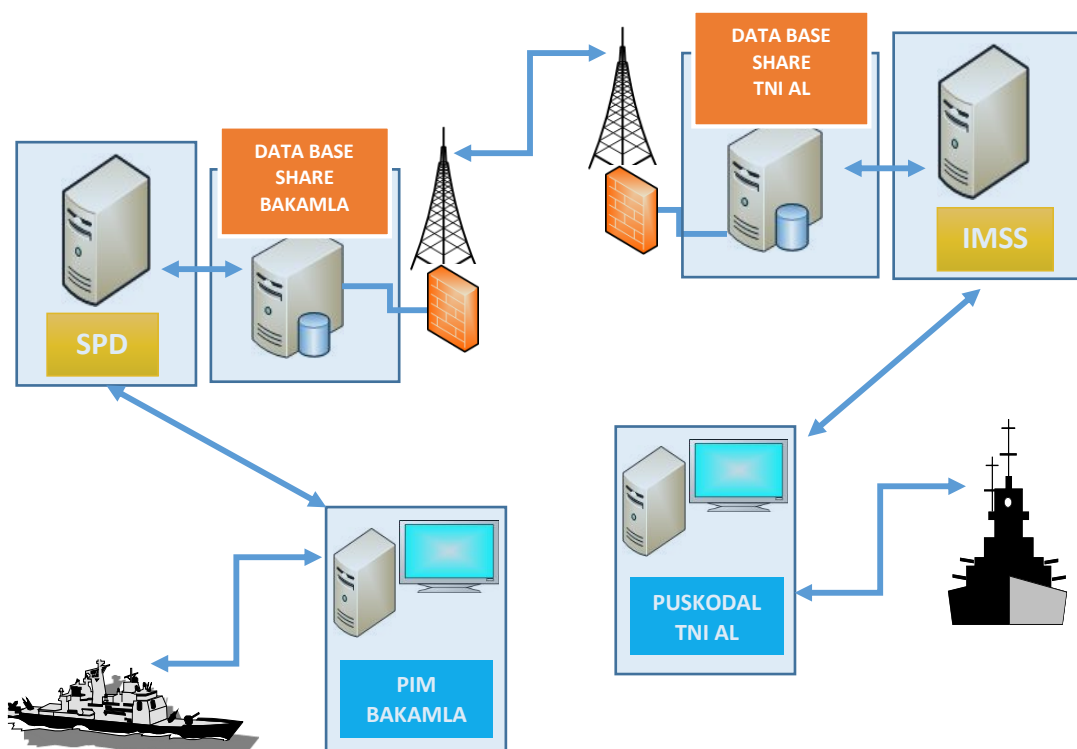 DATA BASE
SHARE
TNI AL
IMSS
DATA BASE
SHARE
BAKAMLA
SPD
PUSKODAL
TNI AL
PIM
BAKAMLA